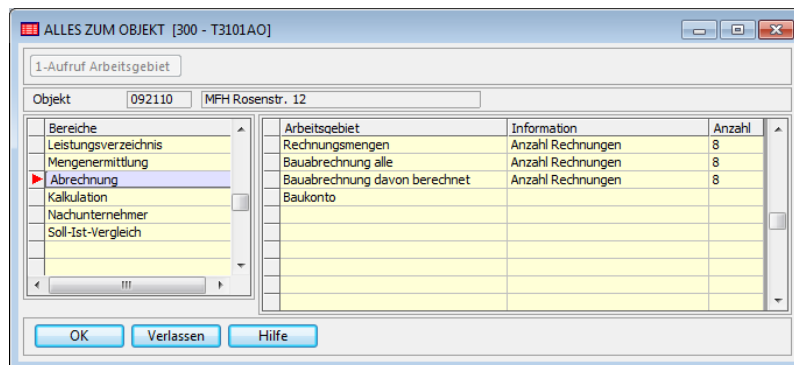 ALLES ZUM OBJEKT [300 - T3101AO]
1-Aufruf Arbeitsgebiet
Objekt 092110 MFH Rosenstr. 12
Bereiche
Leistungsverzeichnis
Mengenermittlung
Abrechnung
Kalkulation
Nachunternehmer
Soll-Ist-Vergleich
Arbeitsgebiet Information Anzahl
Rechnungsmengen Anzahl Rechnungen 8
Bauabrechnung alle Anzahl Rechnungen 8
Bauabrechnung davon berechnet Anzahl Rechnungen 8
Baukonto
OK Verlassen Hilfe